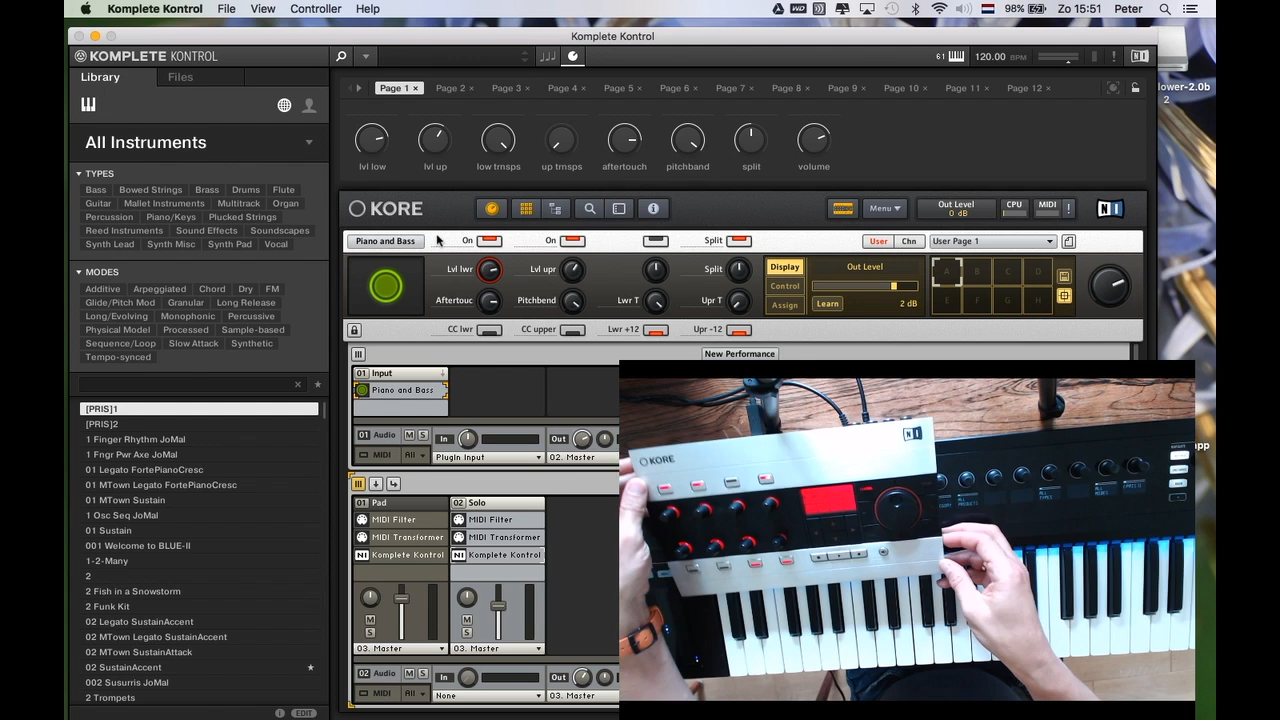 Komplete Kontrol File View Controller Help 98% Zo 15:51 Peter
Komplete Kontrol
KOMPLETE KONTROL 61 120.00 BPM
Library Files
Page 1 × Page 2 × Page 3 × Page 4 × Page 5 × Page 6 × Page 7 × Page 8 × Page 9 × Page 10 × Page 11 × Page 12 ×
lower-2.0b
2
All Instruments
lvl low lvl up low trnsps up trnsps aftertouch pitchband split volume
TYPES
Bass Bowed Strings Brass Drums Flute
Guitar Mallet Instruments Multitrack Organ
Percussion Piano/Keys Plucked Strings
Reed Instruments Sound Effects Soundscapes
Synth Lead Synth Misc Synth Pad Vocal
MODES
Additive Arpeggiated Chord Dry FM
Glide/Pitch Mod Granular Long Release
Long/Evolving Monophonic Percussive
Physical Model Processed Sample-based
Sequence/Loop Slow Attack Synthetic
Tempo-synced
[PRIS]1
[PRIS]2
1 Finger Rhythm JoMal
1 Fngr Pwr Axe JoMal
01 Legato FortePianoCresc
01 MTown Legato FortePianoCresc
01 MTown Sustain
1 Osc Seq JoMal
01 Sustain
001 Welcome to BLUE-II
1-2-Many
2
2 Fish in a Snowstorm
2 Funk Kit
02 Legato SustainAccent
02 MTown Legato SustainAccent
02 MTown SustainAttack
02 SustainAccent
002 Susurris JoMal
2 Trompets
EDIT
KORE Menu Out Level 0 dB CPU MIDI ! NI
Piano and Bass On On Split User Chn User Page 1
Lvl lwr Lvl upr Split
Display Out Level A B C D
Control
Aftertouc Pitchbend Lwr T Upr T
Assign Learn 2 dB E F G H
CC lwr CC upper Lwr +12 Upr -12
New Performance
01 Input
Piano and Bass
01 Audio M S In Out
MIDI All PlugIn Input 02. Master
01 Pad 02 Solo
MIDI Filter MIDI Filter
MIDI Transformer MIDI Transformer
NI Komplete Kontrol NI Komplete Kontrol
M M
S S
03. Master 03. Master
02 Audio M S In Out
MIDI All None 03. Master
KORE NI